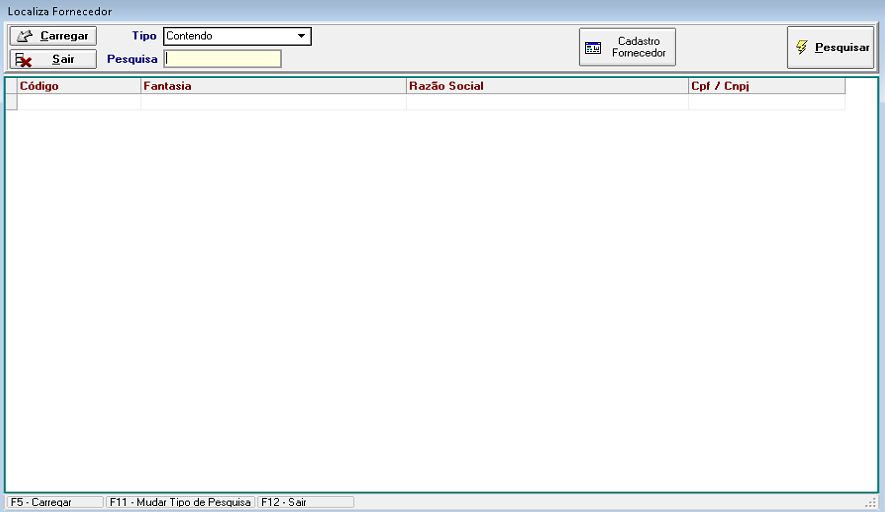 Localiza Fornecedor
Carregar
Tipo
Contendo
Sair
Pesquisa
Cadastro
Fornecedor
Pesquisar
Código
Fantasia
Razão Social
Cpf / Cnpj
F5 - Carregar
F11 - Mudar Tipo de Pesquisa
F12 - Sair